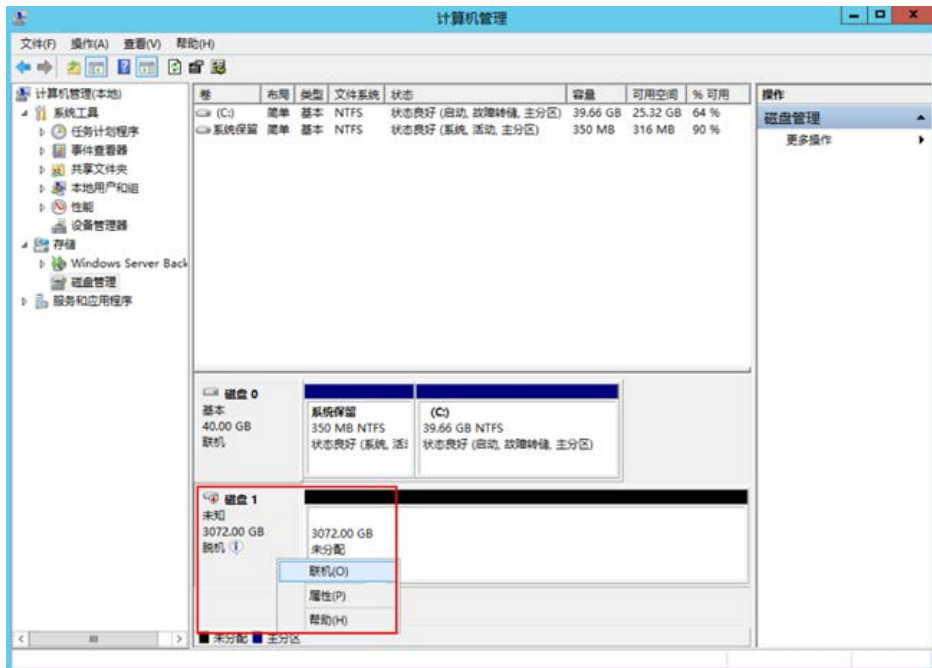 计算机管理
文件(F) 操作(A) 查看(V) 帮助(H)
计算机管理(本地)
系统工具
任务计划程序
事件查看器
共享文件夹
本地用户和组
性能
设备管理器
存储
Windows Server Back
磁盘管理
服务和应用程序
卷 布局 类型 文件系统 状态 容量 可用空间 % 可用
(C:) 简单 基本 NTFS 状态良好 (启动, 故障转储, 主分区) 39.66 GB 25.32 GB 64 %
系统保留 简单 基本 NTFS 状态良好 (系统, 活动, 主分区) 350 MB 316 MB 90 %
操作
磁盘管理
更多操作
磁盘 0
基本
40.00 GB
联机
系统保留
350 MB NTFS
状态良好 (系统, 活
(C:)
39.66 GB NTFS
状态良好 (启动, 故障转储, 主分区)
磁盘 1
未知
3072.00 GB
脱机
3072.00 GB
未分配
联机(O)
属性(P)
帮助(H)
未分配 主分区